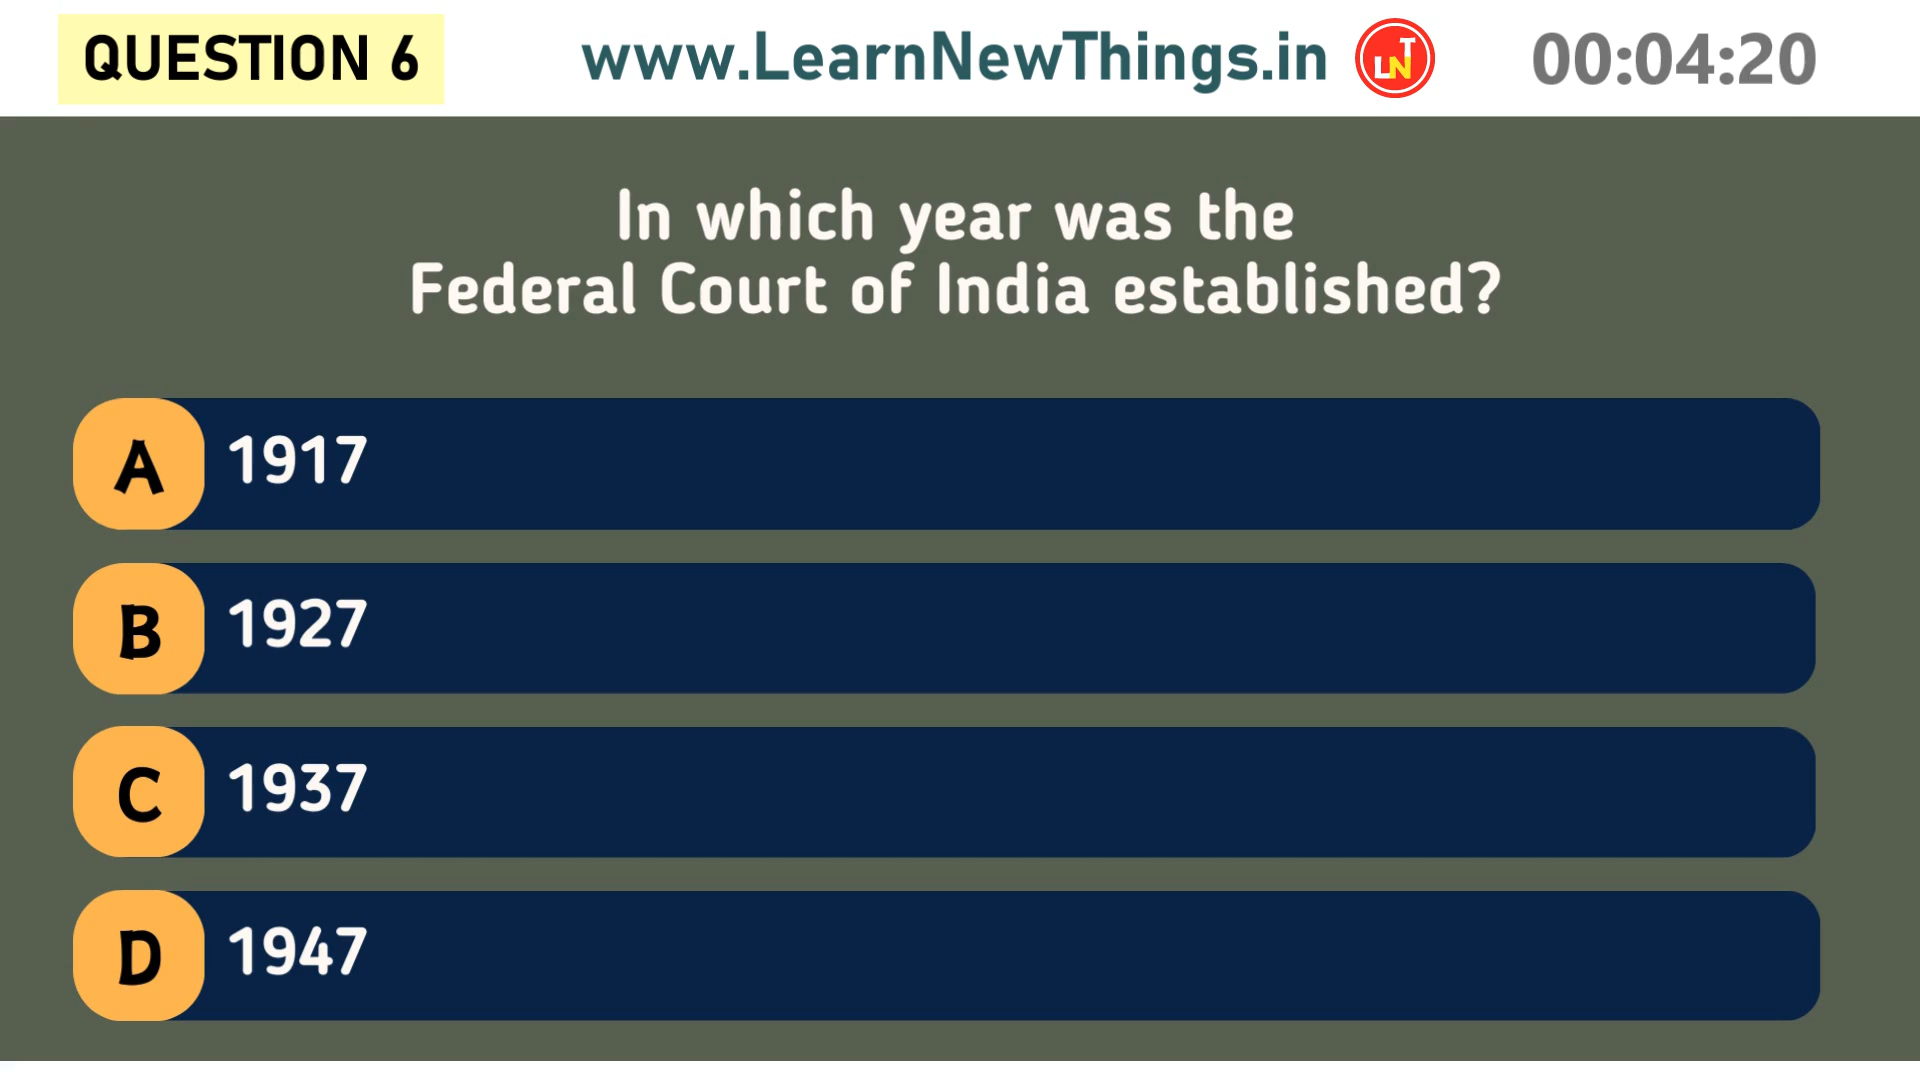 QUESTION 6
www.LearnNewThings.in
LNT
00:04:20
In which year was the
Federal Court of India established?
A 1917
B 1927
C 1937
D 1947